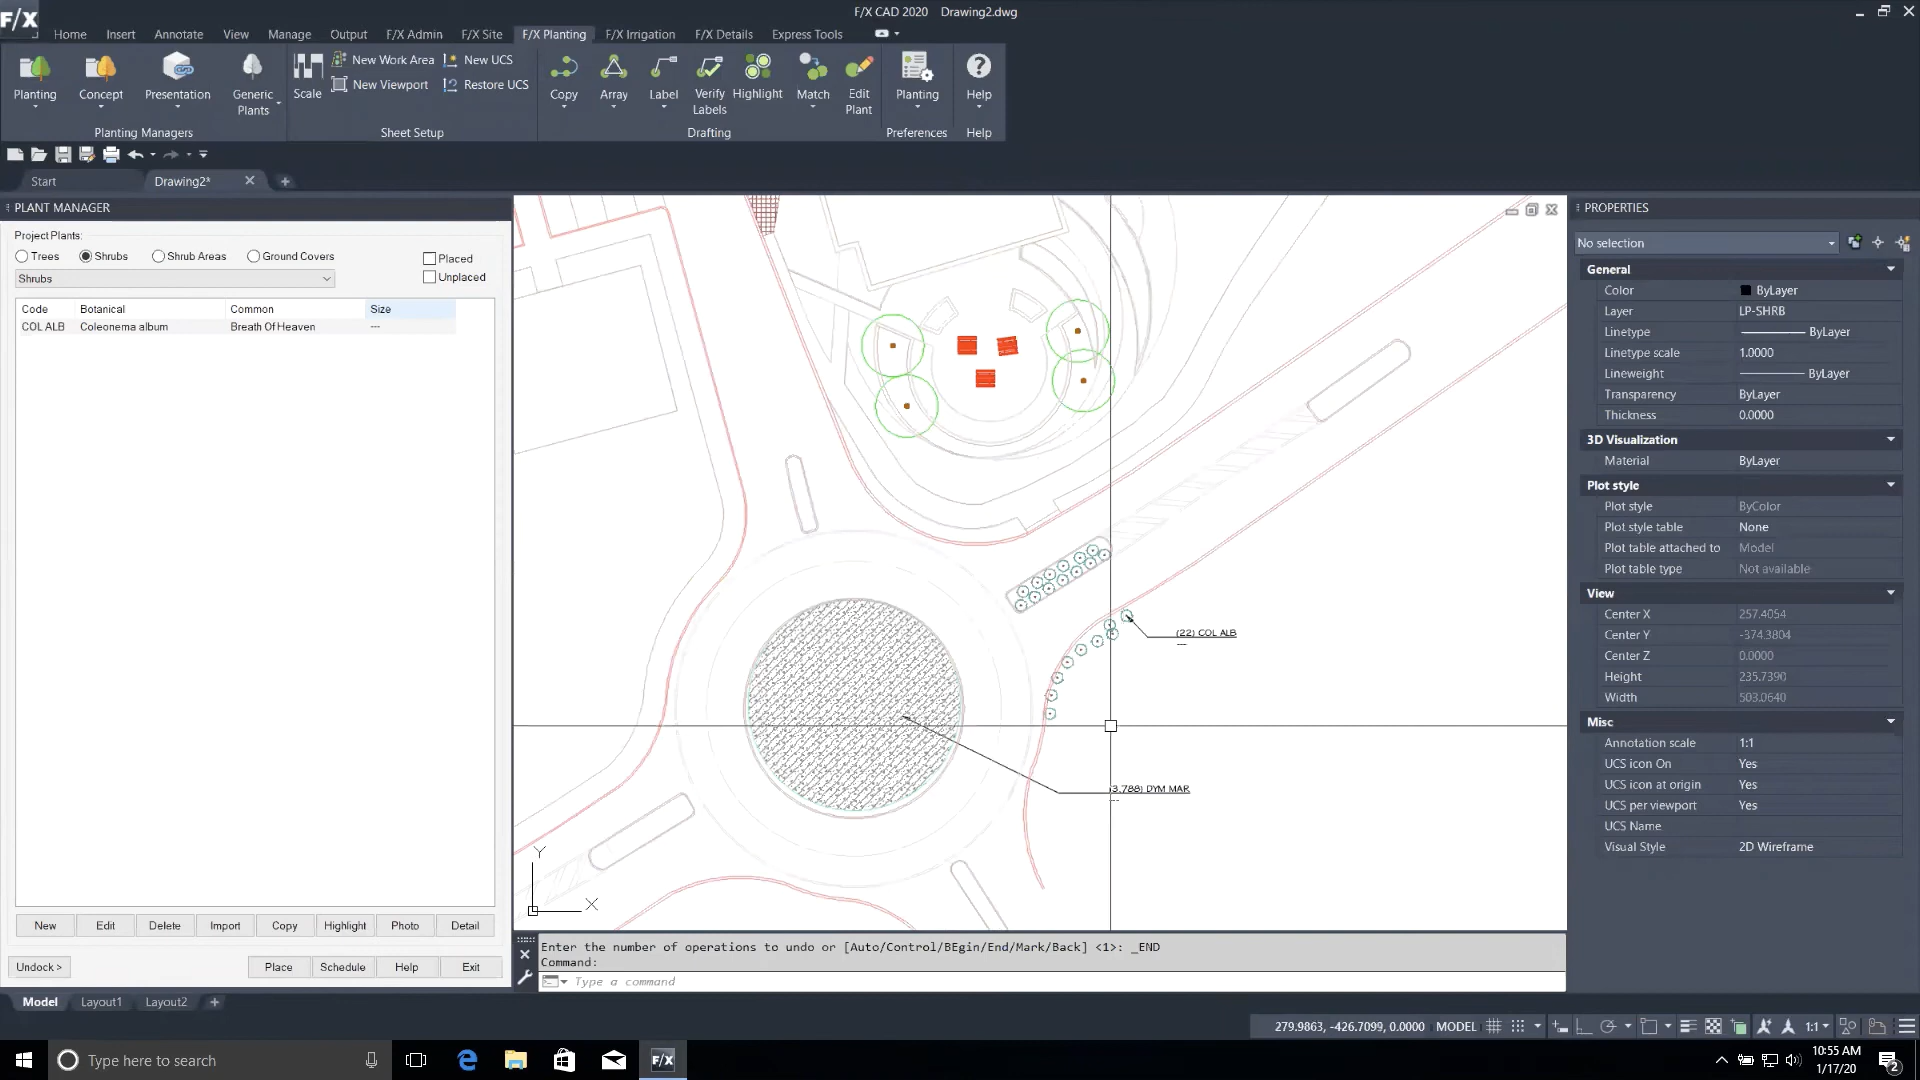 F/X CAD 2020 Drawing2.dwg
F/X
Home Insert Annotate View Manage Output F/X Admin F/X Site F/X Planting F/X Irrigation F/X Details Express Tools
Planting Concept Presentation Generic Plants Scale New Work Area New UCS New Viewport Restore UCS Copy Array Label Verify Labels Highlight Match Edit Plant Planting Help
Planting Managers Sheet Setup Drafting Preferences Help
Start Drawing2*
PLANT MANAGER
Project Plants:
Trees Shrubs Shrub Areas Ground Covers
Placed
Unplaced
Shrubs
Code Botanical Common Size
COL ALB Coleonema album Breath Of Heaven ---
New Edit Delete Import Copy Highlight Photo Detail
Undock > Place Schedule Help Exit
(22) COL ALB
---
(3,788) DYM MAR
---
Y
X
Enter the number of operations to undo or [Auto/Control/BEgin/End/Mark/Back] <1>: _END
Command:
Type a command
PROPERTIES
No selection
General
Color ByLayer
Layer LP-SHRB
Linetype ByLayer
Linetype scale 1.0000
Lineweight ByLayer
Transparency ByLayer
Thickness 0.0000
3D Visualization
Material ByLayer
Plot style
Plot style ByColor
Plot style table None
Plot table attached to Model
Plot table type Not available
View
Center X 257.4054
Center Y -374.3804
Center Z 0.0000
Height 235.7390
Width 503.0640
Misc
Annotation scale 1:1
UCS icon On Yes
UCS icon at origin Yes
UCS per viewport Yes
UCS Name
Visual Style 2D Wireframe
Model Layout1 Layout2
279.9863, -426.7099, 0.0000 MODEL 1:1
Type here to search
F/X
10:55 AM
1/17/20
2